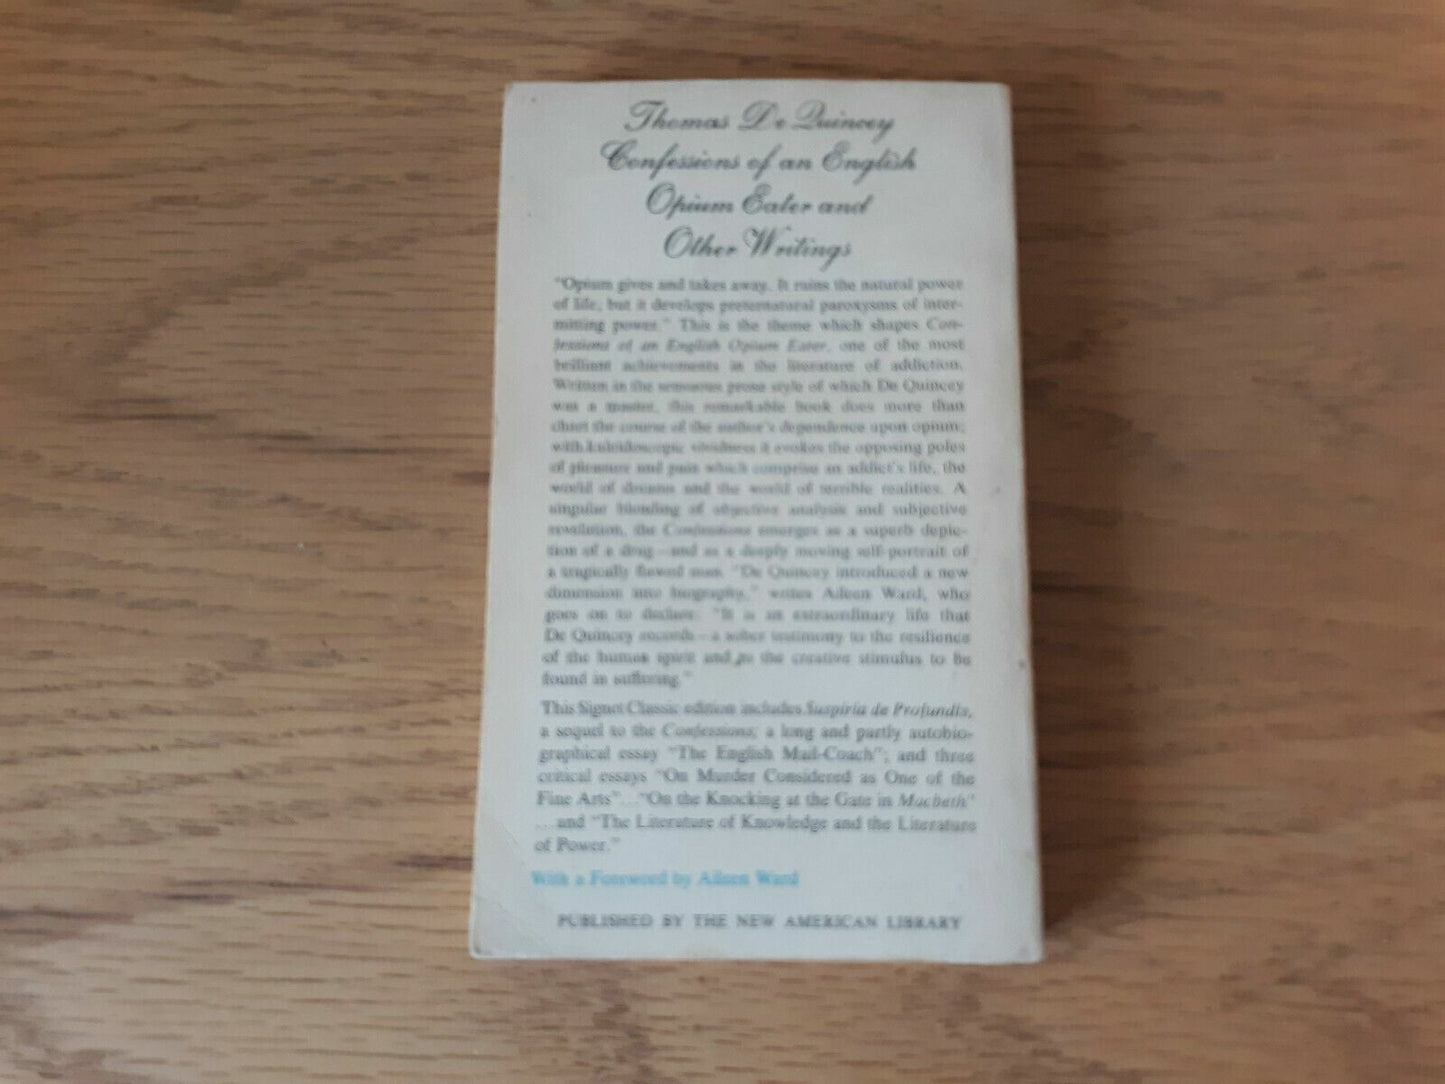 Thomas De Quincey
Confessions of an English
Opium Eater and
Other Writings
"Opium gives and takes away. It ruins the natural power
of life, but it develops preternatural paroxysms of inter-
mitting power." This is the theme which shapes Con-
fessions of an English Opium Eater, one of the most
brilliant achievements in the literature of addiction.
Written in the sensuous prose style of which De Quincey
was a master, this remarkable book does more than
chart the course of the author's dependence upon opium;
with kaleidoscopic vividness it evokes the opposing poles
of pleasure and pain which comprise an addict's life, the
world of dreams and the world of terrible realities. A
singular blending of objective analysis and subjective
revelation, the Confessions emerges as a superb depic-
tion of a drug—and as a deeply moving self-portrait of
a tragically flawed man. "De Quincey introduced a new
dimension into biography," writes Aileen Ward, who
goes on to declare: "It is an extraordinary life that
De Quincey records—a sober testimony to the resilience
of the human spirit and to the creative stimulus to be
found in suffering."
This Signet Classic edition includes Suspiria de Profundis,
a sequel to the Confessions; a long and partly autobio-
graphical essay "The English Mail-Coach"; and three
critical essays "On Murder Considered as One of the
Fine Arts"..."On the Knocking at the Gate in Macbeth"
...and "The Literature of Knowledge and the Literature
of Power."
With a Foreword by Aileen Ward
PUBLISHED BY THE NEW AMERICAN LIBRARY